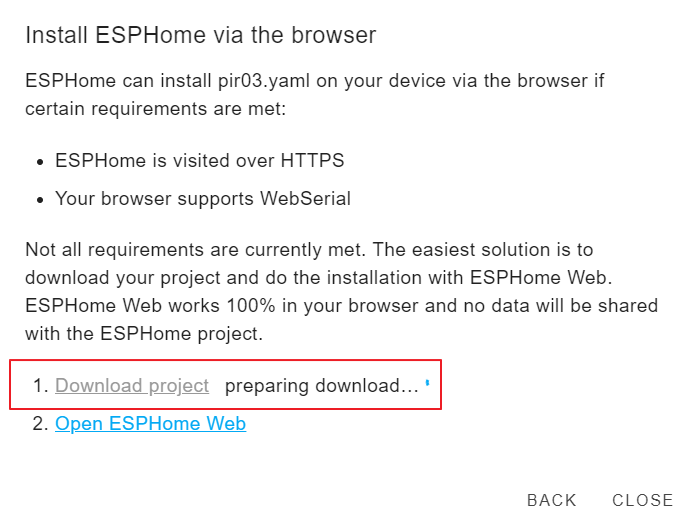 Install ESPHome via the browser
ESPHome can install pir03.yaml on your device via the browser if
certain requirements are met:
• ESPHome is visited over HTTPS
• Your browser supports WebSerial
Not all requirements are currently met. The easiest solution is to
download your project and do the installation with ESPHome Web.
ESPHome Web works 100% in your browser and no data will be shared
with the ESPHome project.
1. Download project preparing download…
2. Open ESPHome Web
BACK CLOSE